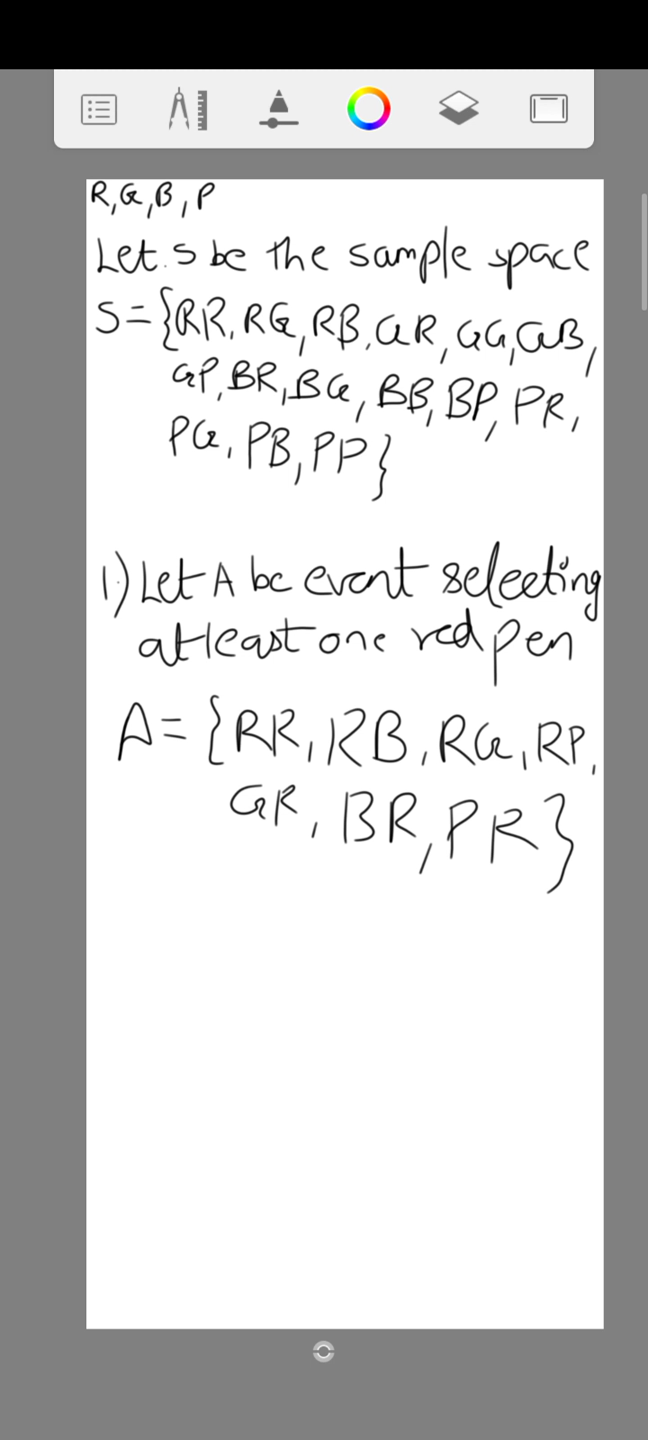 R,G,B,P
Let S be the sample space
S={RR,RG,RB,GR,GG,GB,
GP,BR,BG,BB,BP,PR,
PG,PB,PP}
1)Let A be event selecting
atleast one red pen
A={RR,RB,RG,RP,
GR,BR,PR}